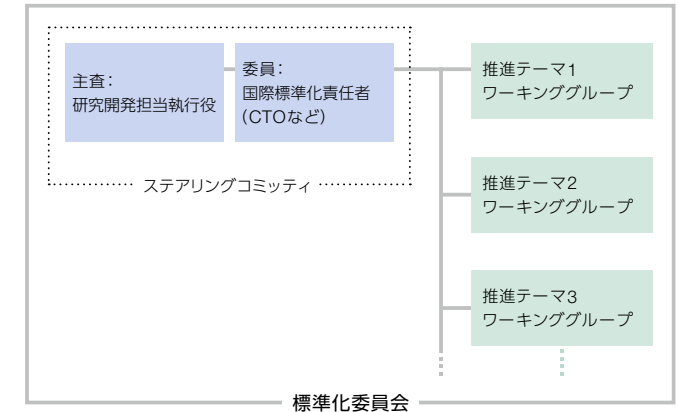 主査：
研究開発担当執行役
委員：
国際標準化責任者
（CTOなど）
ステアリングコミッティ
推進テーマ1
ワーキンググループ
推進テーマ2
ワーキンググループ
推進テーマ3
ワーキンググループ
標準化委員会